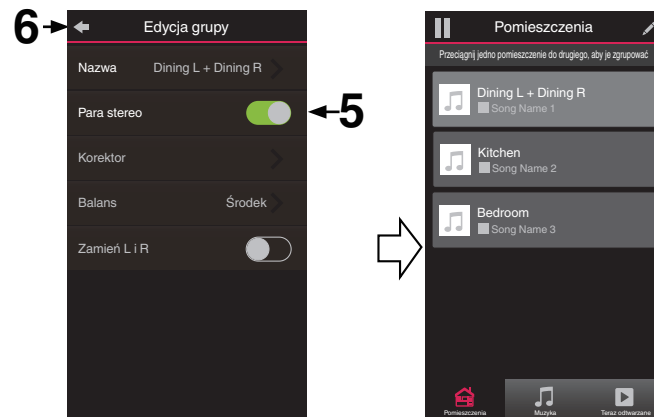 6
Edycja grupy
Nazwa Dining L + Dining R
Para stereo
5
Korektor
Balans Środek
Zamień L i R
Pomieszczenia
Przeciągnij jedno pomieszczenie do drugiego, aby je zgrupować
Dining L + Dining R
Song Name 1
Kitchen
Song Name 2
Bedroom
Song Name 3
Pomieszczenia Muzyka Teraz odtwarzane